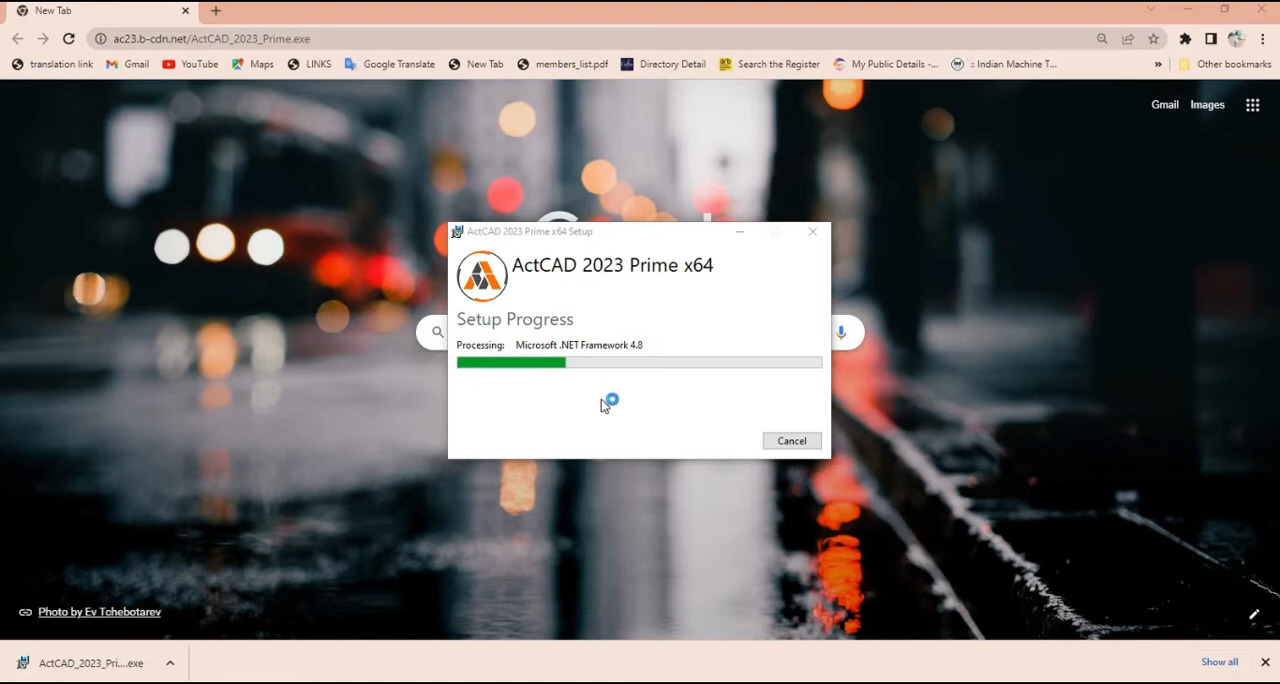 New Tab
ac23.b-cdn.net/ActCAD_2023_Prime.exe
translation link Gmail YouTube Maps LINKS Google Translate New Tab members_list.pdf Directory Detail Search the Register My Public Details -... :: Indian Machine T... » Other bookmarks
Gmail Images
ActCAD 2023 Prime x64 Setup
ActCAD 2023 Prime x64
Setup Progress
Processing: Microsoft .NET Framework 4.8
Cancel
Photo by Ev Tchebotarev
ActCAD_2023_Pri....exe Show all